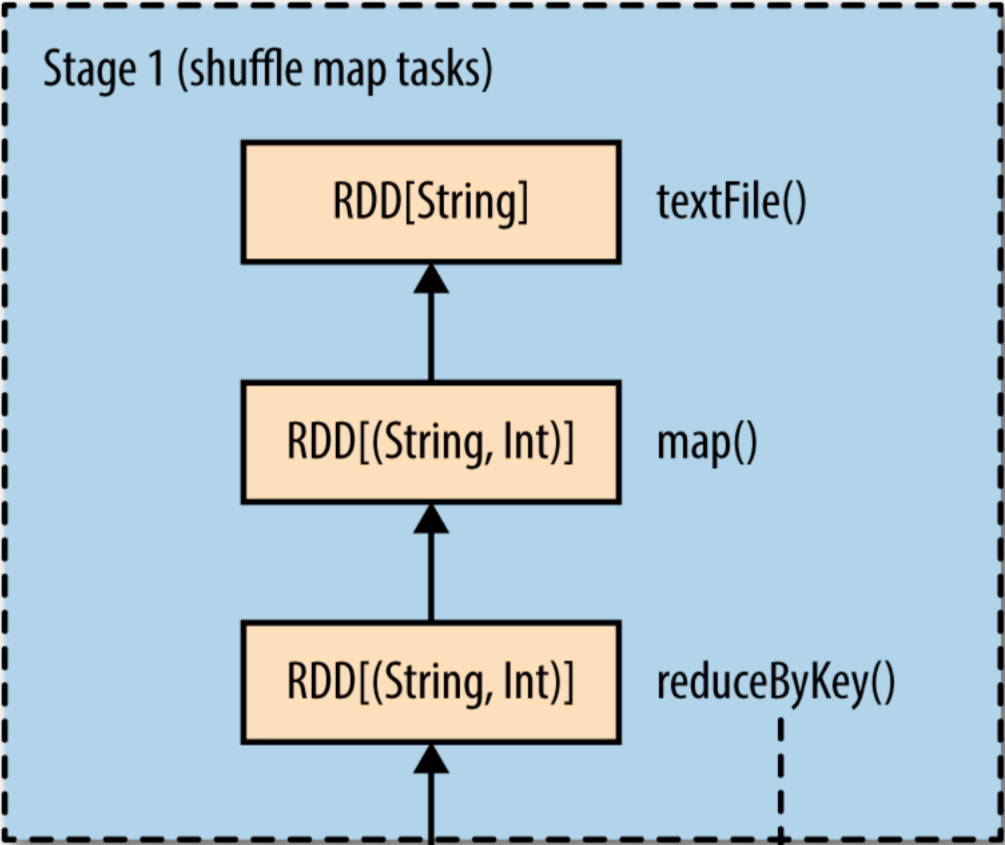 Stage 1 (shuffle map tasks)
RDD[String] textFile()
RDD[(String, Int)] map()
RDD[(String, Int)] reduceByKey()